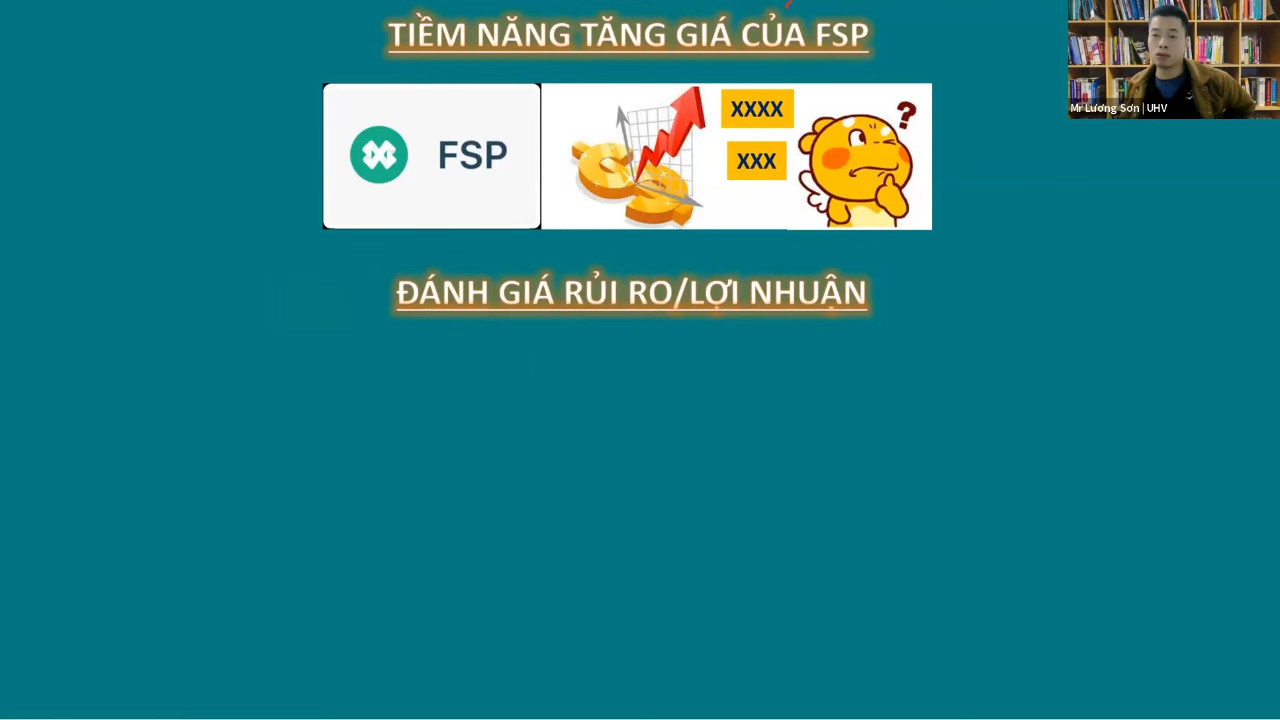 TIỀM NĂNG TĂNG GIÁ CỦA FSP
FSP
XXXX
XXX
?
Mr Lương Sơn | UHV
ĐÁNH GIÁ RỦI RO/LỢI NHUẬN